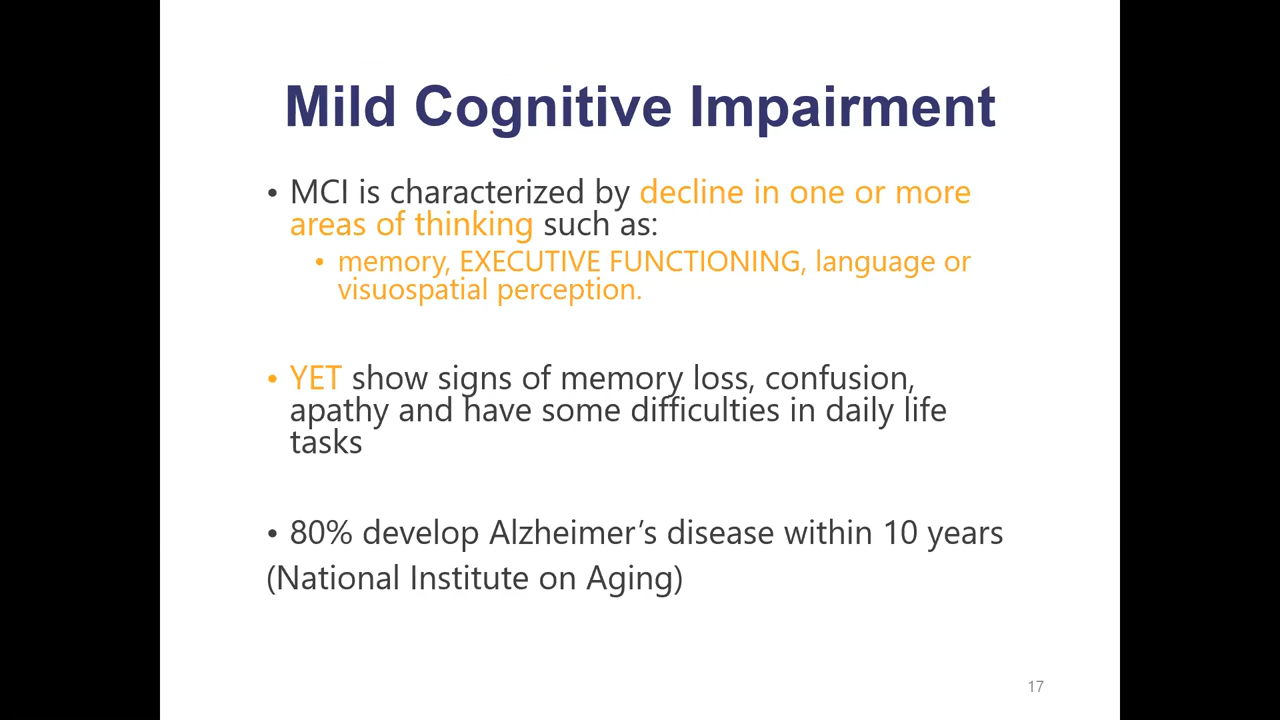 Mild Cognitive Impairment
• MCI is characterized by decline in one or more
areas of thinking such as:
• memory, EXECUTIVE FUNCTIONING, language or
visuospatial perception.
• YET show signs of memory loss, confusion,
apathy and have some difficulties in daily life
tasks
• 80% develop Alzheimer’s disease within 10 years
(National Institute on Aging)
17